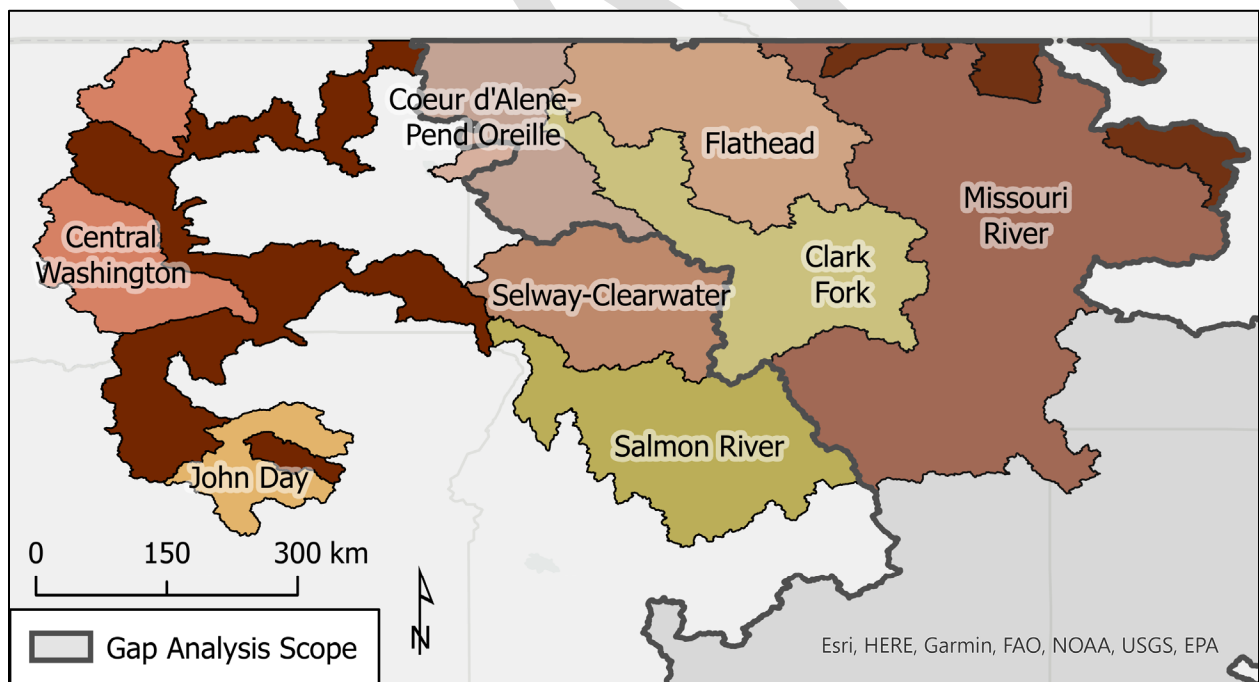 Coeur d'Alene-
Pend Oreille
Flathead
Missouri
River
Central
Washington
Clark
Fork
Selway-Clearwater
Salmon River
John Day
0 150 300 km
N
Gap Analysis Scope
Esri, HERE, Garmin, FAO, NOAA, USGS, EPA